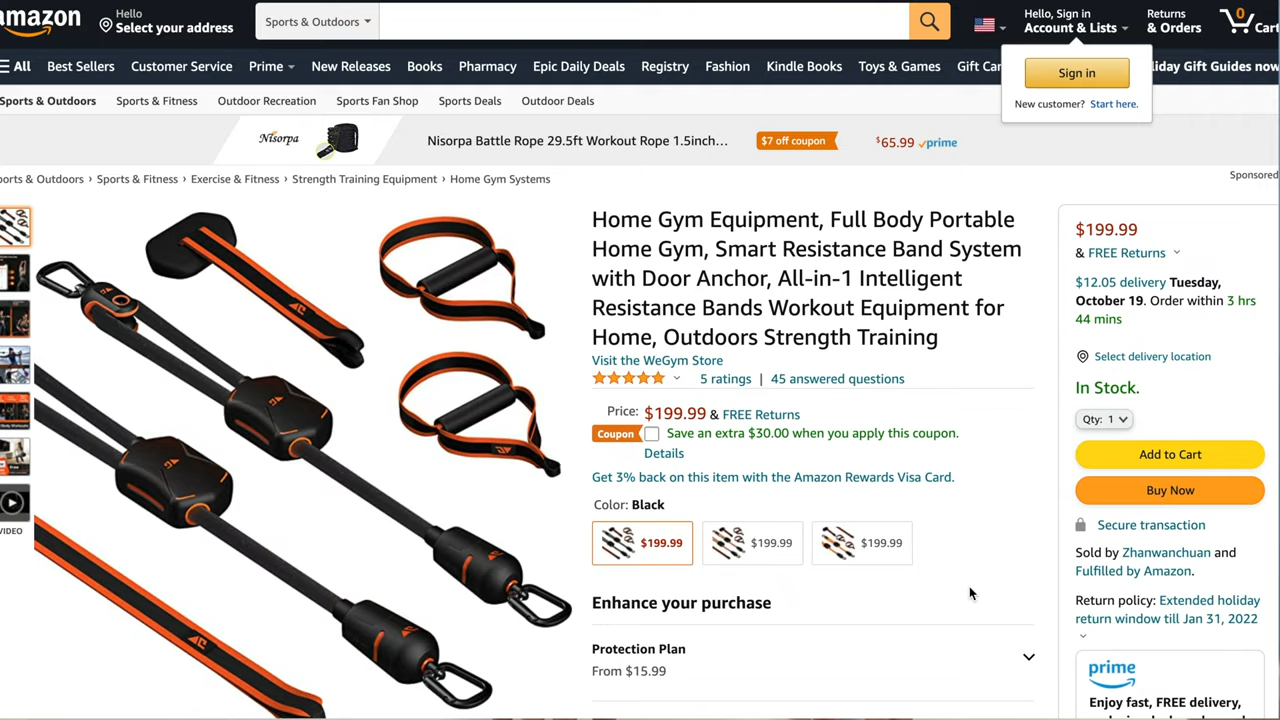 amazon
Hello
Select your address
Sports & Outdoors
Hello, Sign in
Account & Lists
Returns
& Orders
0
Cart
All
Best Sellers
Customer Service
Prime
New Releases
Books
Pharmacy
Epic Daily Deals
Registry
Fashion
Kindle Books
Toys & Games
Gift Car
liday Gift Guides now
Sign in
New customer? Start here.
Sports & Outdoors
Sports & Fitness
Outdoor Recreation
Sports Fan Shop
Sports Deals
Outdoor Deals
Nisorpa
Nisorpa Battle Rope 29.5ft Workout Rope 1.5inch…
$7 off coupon
$65.99 prime
Sponsored
ports & Outdoors › Sports & Fitness › Exercise & Fitness › Strength Training Equipment › Home Gym Systems
VIDEO
Home Gym Equipment, Full Body Portable
Home Gym, Smart Resistance Band System
with Door Anchor, All-in-1 Intelligent
Resistance Bands Workout Equipment for
Home, Outdoors Strength Training
Visit the WeGym Store
5 ratings | 45 answered questions
Price: $199.99 & FREE Returns
Coupon Save an extra $30.00 when you apply this coupon.
Details
Get 3% back on this item with the Amazon Rewards Visa Card.
Color: Black
$199.99
$199.99
$199.99
Enhance your purchase
Protection Plan
From $15.99
$199.99
& FREE Returns
$12.05 delivery Tuesday,
October 19. Order within 3 hrs
44 mins
Select delivery location
In Stock.
Qty: 1
Add to Cart
Buy Now
Secure transaction
Sold by Zhanwanchuan and
Fulfilled by Amazon.
Return policy: Extended holiday
return window till Jan 31, 2022
prime
Enjoy fast, FREE delivery,